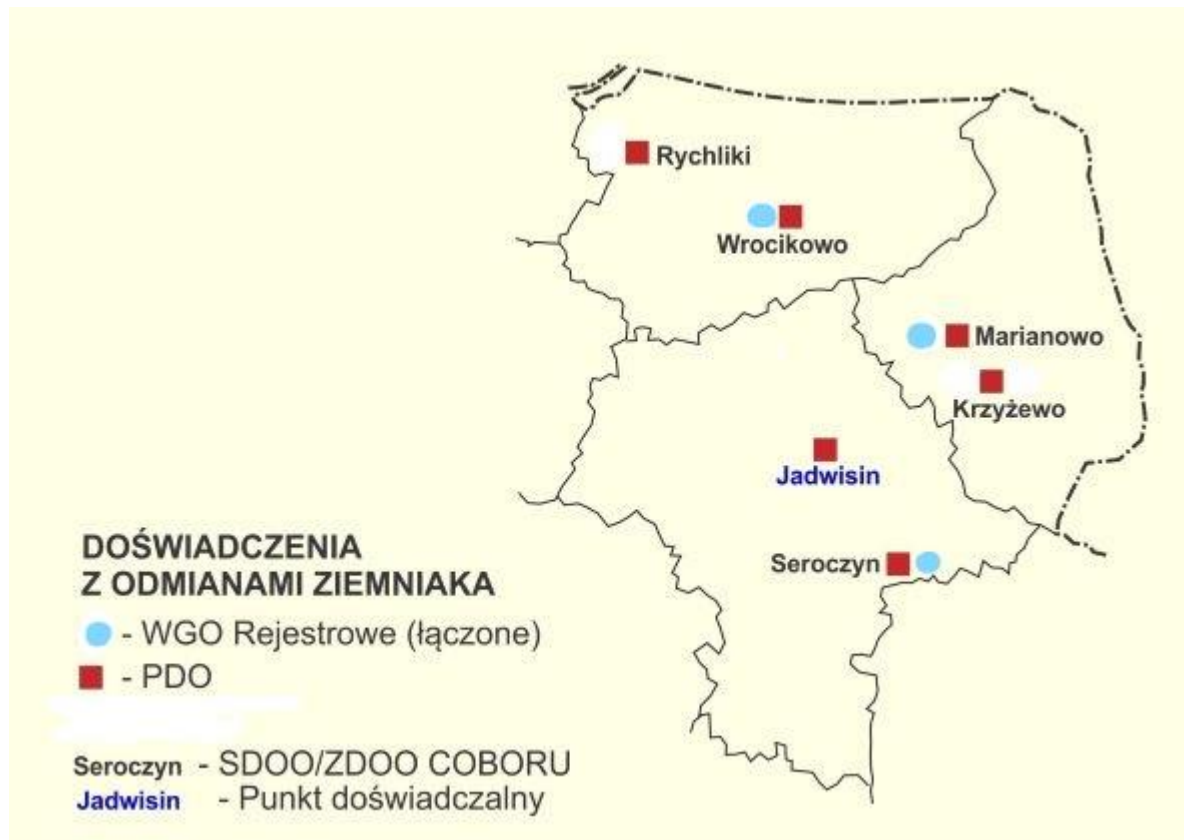 Rychliki
Wrocikowo
Marianowo
Krzyżewo
Jadwisin
Seroczyn
DOŚWIADCZENIA
Z ODMIANAMI ZIEMNIAKA
- WGO Rejestrowe (łączone)
- PDO
Seroczyn - SDOO/ZDOO COBORU
Jadwisin - Punkt doświadczalny